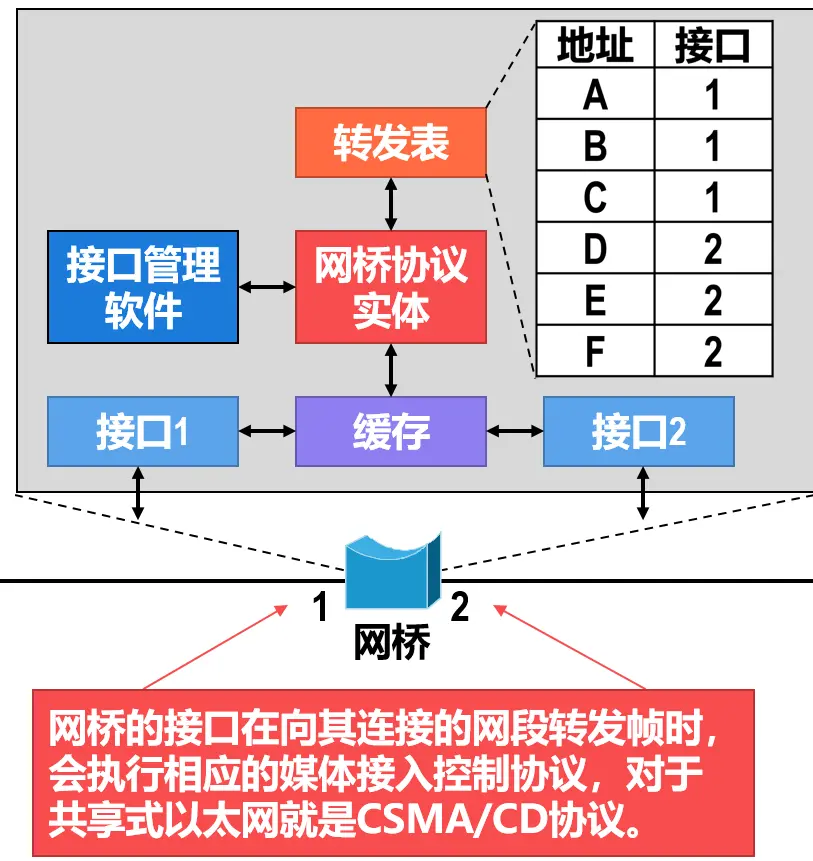 地址 接口
A 1
B 1
C 1
D 2
E 2
F 2
转发表
接口管理
软件
网桥协议
实体
接口1
缓存
接口2
1
2
网桥
网桥的接口在向其连接的网段转发帧时，
会执行相应的媒体接入控制协议，对于
共享式以太网就是CSMA/CD协议。